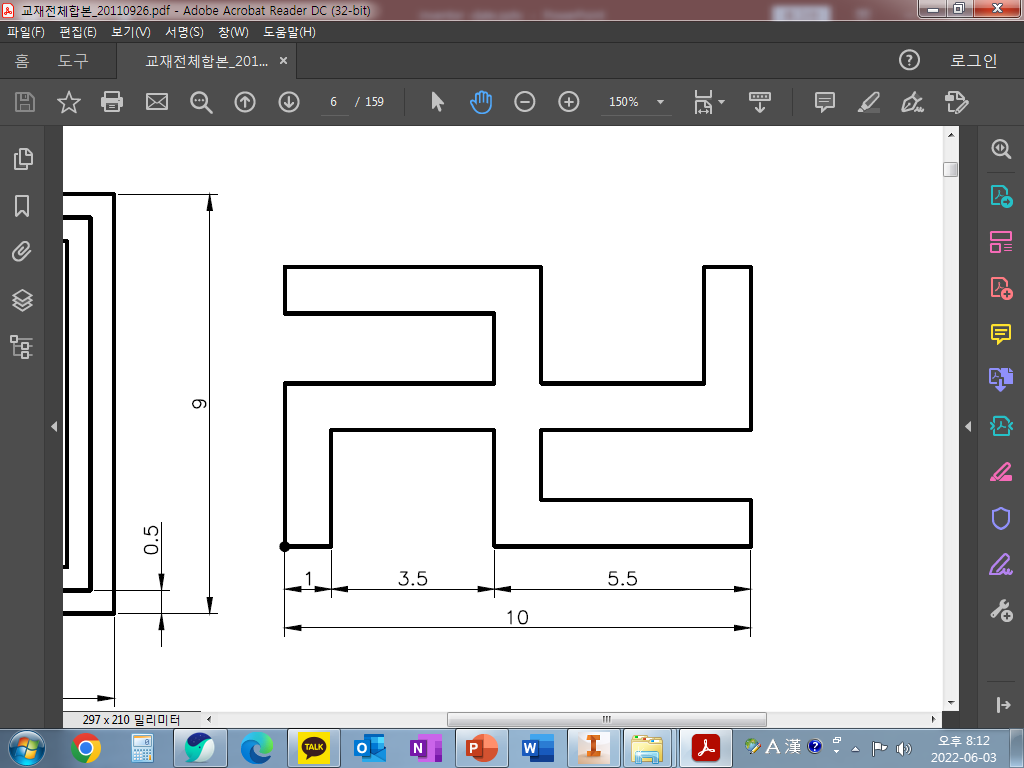 교재전체합본_20110926.pdf - Adobe Acrobat Reader DC (32-bit)
파일(F) 편집(E) 보기(V) 서명(S) 창(W) 도움말(H)
홈 도구 교재전체합본_201... × ? 로그인
6 / 159 150%
9
0.5
1 3.5 5.5
10
297 x 210 밀리미터
TALK A 漢 ? 오후 8:12
2022-06-03